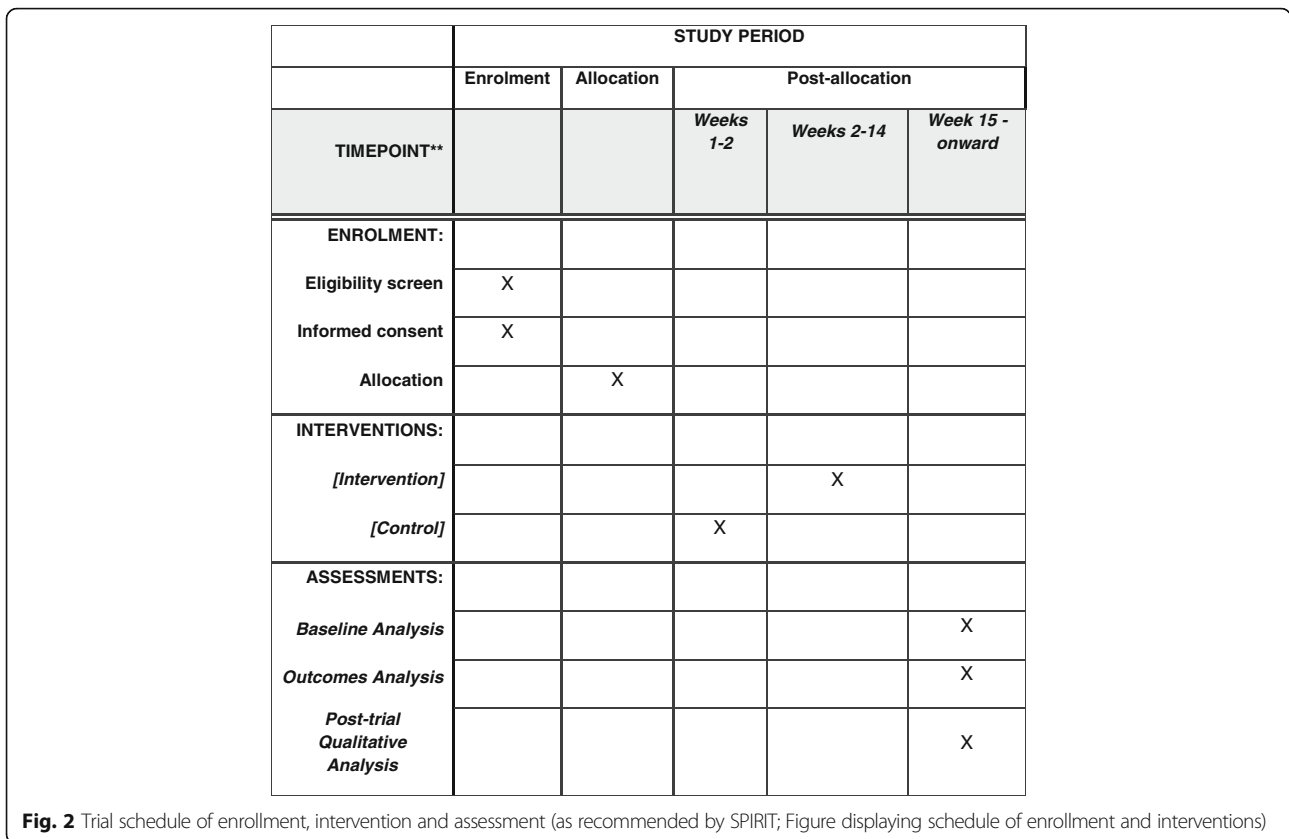 STUDY PERIOD
Enrolment Allocation Post-allocation
TIMEPOINT** Weeks 1-2 Weeks 2-14 Week 15 - onward
ENROLMENT:
Eligibility screen X
Informed consent X
Allocation X
INTERVENTIONS:
[Intervention] X
[Control] X
ASSESSMENTS:
Baseline Analysis X
Outcomes Analysis X
Post-trial
Qualitative X
Analysis
Fig. 2 Trial schedule of enrollment, intervention and assessment (as recommended by SPIRIT; Figure displaying schedule of enrollment and interventions)